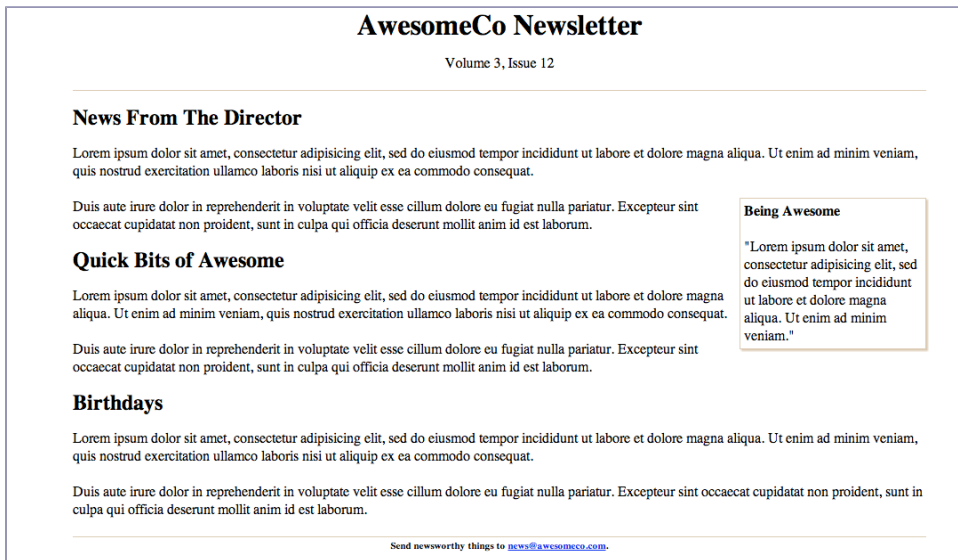 AwesomeCo Newsletter
Volume 3, Issue 12
News From The Director
Lorem ipsum dolor sit amet, consectetur adipisicing elit, sed do eiusmod tempor incididunt ut labore et dolore magna aliqua. Ut enim ad minim veniam,
quis nostrud exercitation ullamco laboris nisi ut aliquip ex ea commodo consequat.
Duis aute irure dolor in reprehenderit in voluptate velit esse cillum dolore eu fugiat nulla pariatur. Excepteur sint
occaecat cupidatat non proident, sunt in culpa qui officia deserunt mollit anim id est laborum.
Being Awesome
"Lorem ipsum dolor sit amet,
consectetur adipisicing elit, sed
do eiusmod tempor incididunt
ut labore et dolore magna
aliqua. Ut enim ad minim
veniam."
Quick Bits of Awesome
Lorem ipsum dolor sit amet, consectetur adipisicing elit, sed do eiusmod tempor incididunt ut labore et dolore magna
aliqua. Ut enim ad minim veniam, quis nostrud exercitation ullamco laboris nisi ut aliquip ex ea commodo consequat.
Duis aute irure dolor in reprehenderit in voluptate velit esse cillum dolore eu fugiat nulla pariatur. Excepteur sint
occaecat cupidatat non proident, sunt in culpa qui officia deserunt mollit anim id est laborum.
Birthdays
Lorem ipsum dolor sit amet, consectetur adipisicing elit, sed do eiusmod tempor incididunt ut labore et dolore magna aliqua. Ut enim ad minim veniam,
quis nostrud exercitation ullamco laboris nisi ut aliquip ex ea commodo consequat.
Duis aute irure dolor in reprehenderit in voluptate velit esse cillum dolore eu fugiat nulla pariatur. Excepteur sint occaecat cupidatat non proident, sunt in
culpa qui officia deserunt mollit anim id est laborum.
Send newsworthy things to news@awesomeco.com.